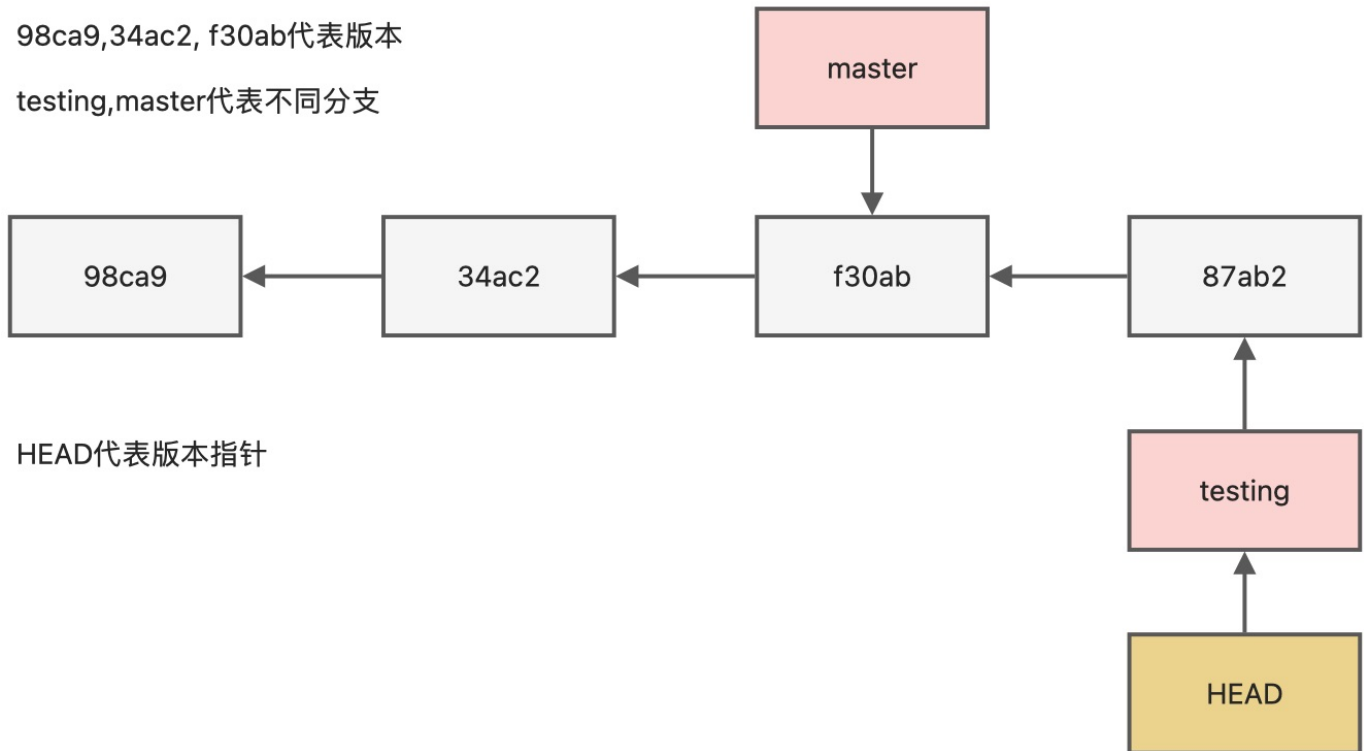 98ca9,34ac2, f30ab代表版本
master
testing,master代表不同分支
98ca9
34ac2
f30ab
87ab2
HEAD代表版本指针
testing
HEAD